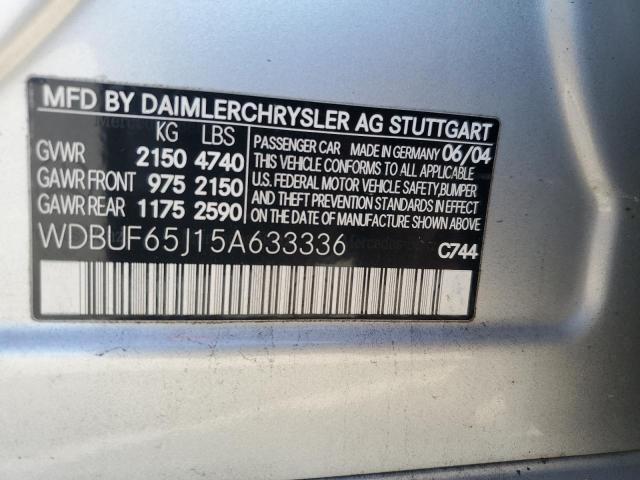 MFD BY DAIMLERCHRYSLER AG STUTTGART
KG LBS
GVWR 2150 4740
GAWR FRONT 975 2150
GAWR REAR 1175 2590
PASSENGER CAR MADE IN GERMANY 06/04
THIS VEHICLE CONFORMS TO ALL APPLICABLE
U.S. FEDERAL MOTOR VEHICLE SAFETY, BUMPER
AND THEFT PREVENTION STANDARDS IN EFFECT
ON THE DATE OF MANUFACTURE SHOWN ABOVE
WDBUF65J15A633336
C744